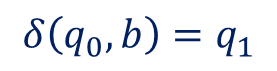 δ(q₀, b) = q₁